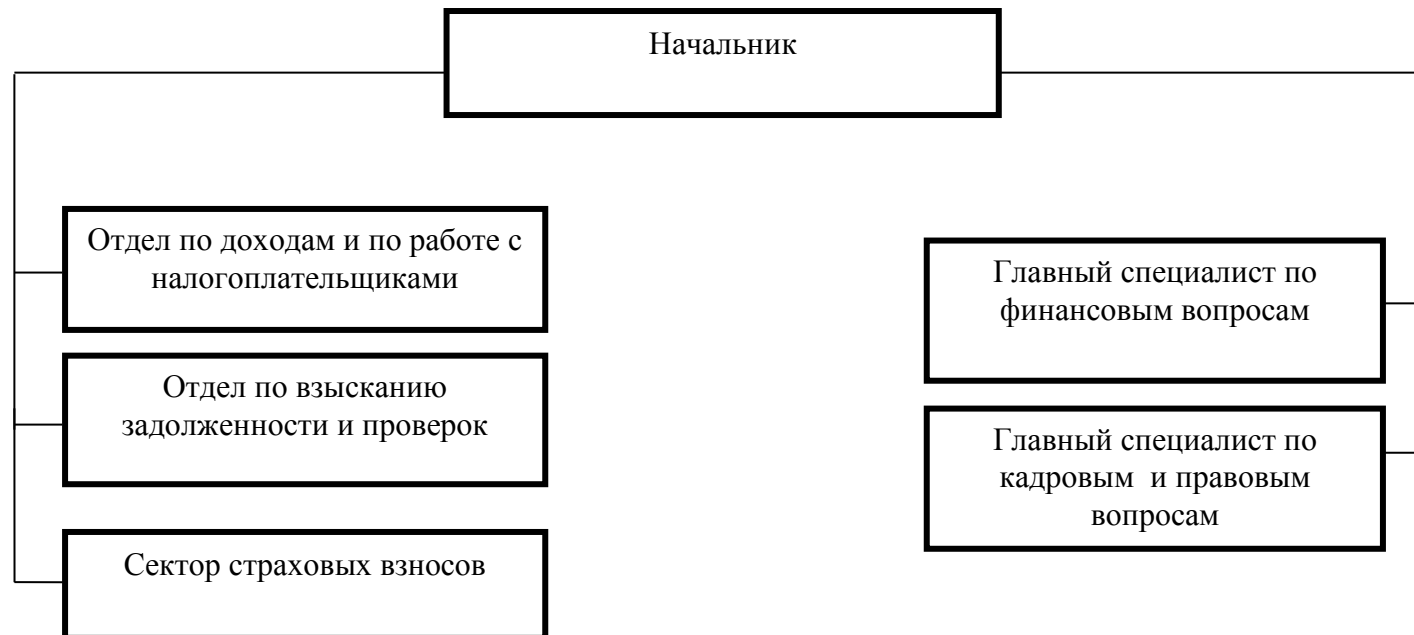 Начальник
Отдел по доходам и по работе с
налогоплательщиками
Отдел по взысканию
задолженности и проверок
Сектор страховых взносов
Главный специалист по
финансовым вопросам
Главный специалист по
кадровым  и правовым
вопросам